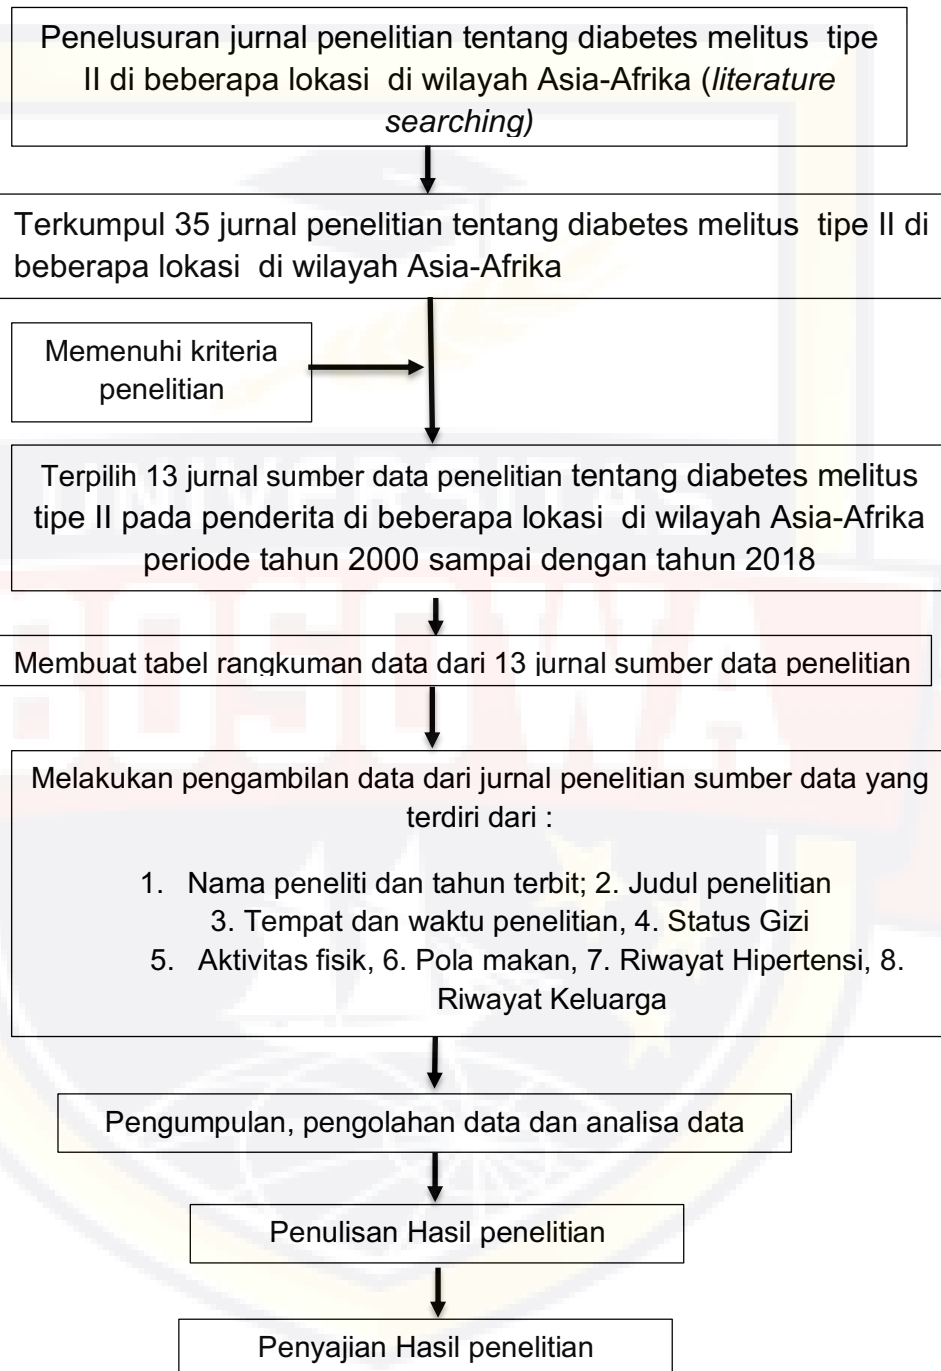 Penelusuran jurnal penelitian tentang diabetes melitus tipe
II di beberapa lokasi di wilayah Asia-Afrika (literature
searching)
Terkumpul 35 jurnal penelitian tentang diabetes melitus tipe II di
beberapa lokasi di wilayah Asia-Afrika
Memenuhi kriteria
penelitian
Terpilih 13 jurnal sumber data penelitian tentang diabetes melitus
tipe II pada penderita di beberapa lokasi di wilayah Asia-Afrika
periode tahun 2000 sampai dengan tahun 2018
Membuat tabel rangkuman data dari 13 jurnal sumber data penelitian
Melakukan pengambilan data dari jurnal penelitian sumber data yang
terdiri dari :
1. Nama peneliti dan tahun terbit; 2. Judul penelitian
3. Tempat dan waktu penelitian, 4. Status Gizi
5. Aktivitas fisik, 6. Pola makan, 7. Riwayat Hipertensi, 8.
Riwayat Keluarga
Pengumpulan, pengolahan data dan analisa data
Penulisan Hasil penelitian
Penyajian Hasil penelitian
UNIVERSITAS
BOSOWA